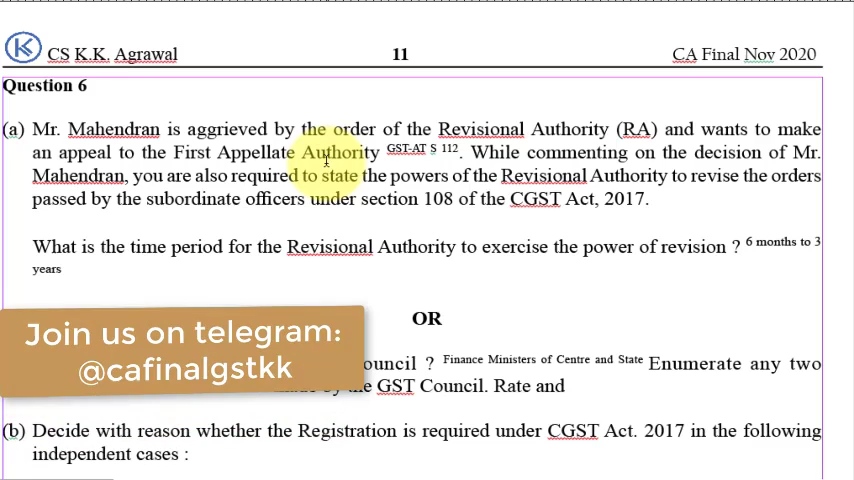 CS K.K. Agrawal 11 CA Final Nov 2020
Question 6
(a) Mr. Mahendran is aggrieved by the order of the Revisional Authority (RA) and wants to make
an appeal to the First Appellate Authority GST-AT S 112. While commenting on the decision of Mr.
Mahendran, you are also required to state the powers of the Revisional Authority to revise the orders
passed by the subordinate officers under section 108 of the CGST Act, 2017.
What is the time period for the Revisional Authority to exercise the power of revision ? 6 months to 3
years
OR
Join us on telegram:
@cafinalgstkk
ouncil ? Finance Ministers of Centre and State Enumerate any two
by the GST Council. Rate and
(b) Decide with reason whether the Registration is required under CGST Act. 2017 in the following
independent cases :